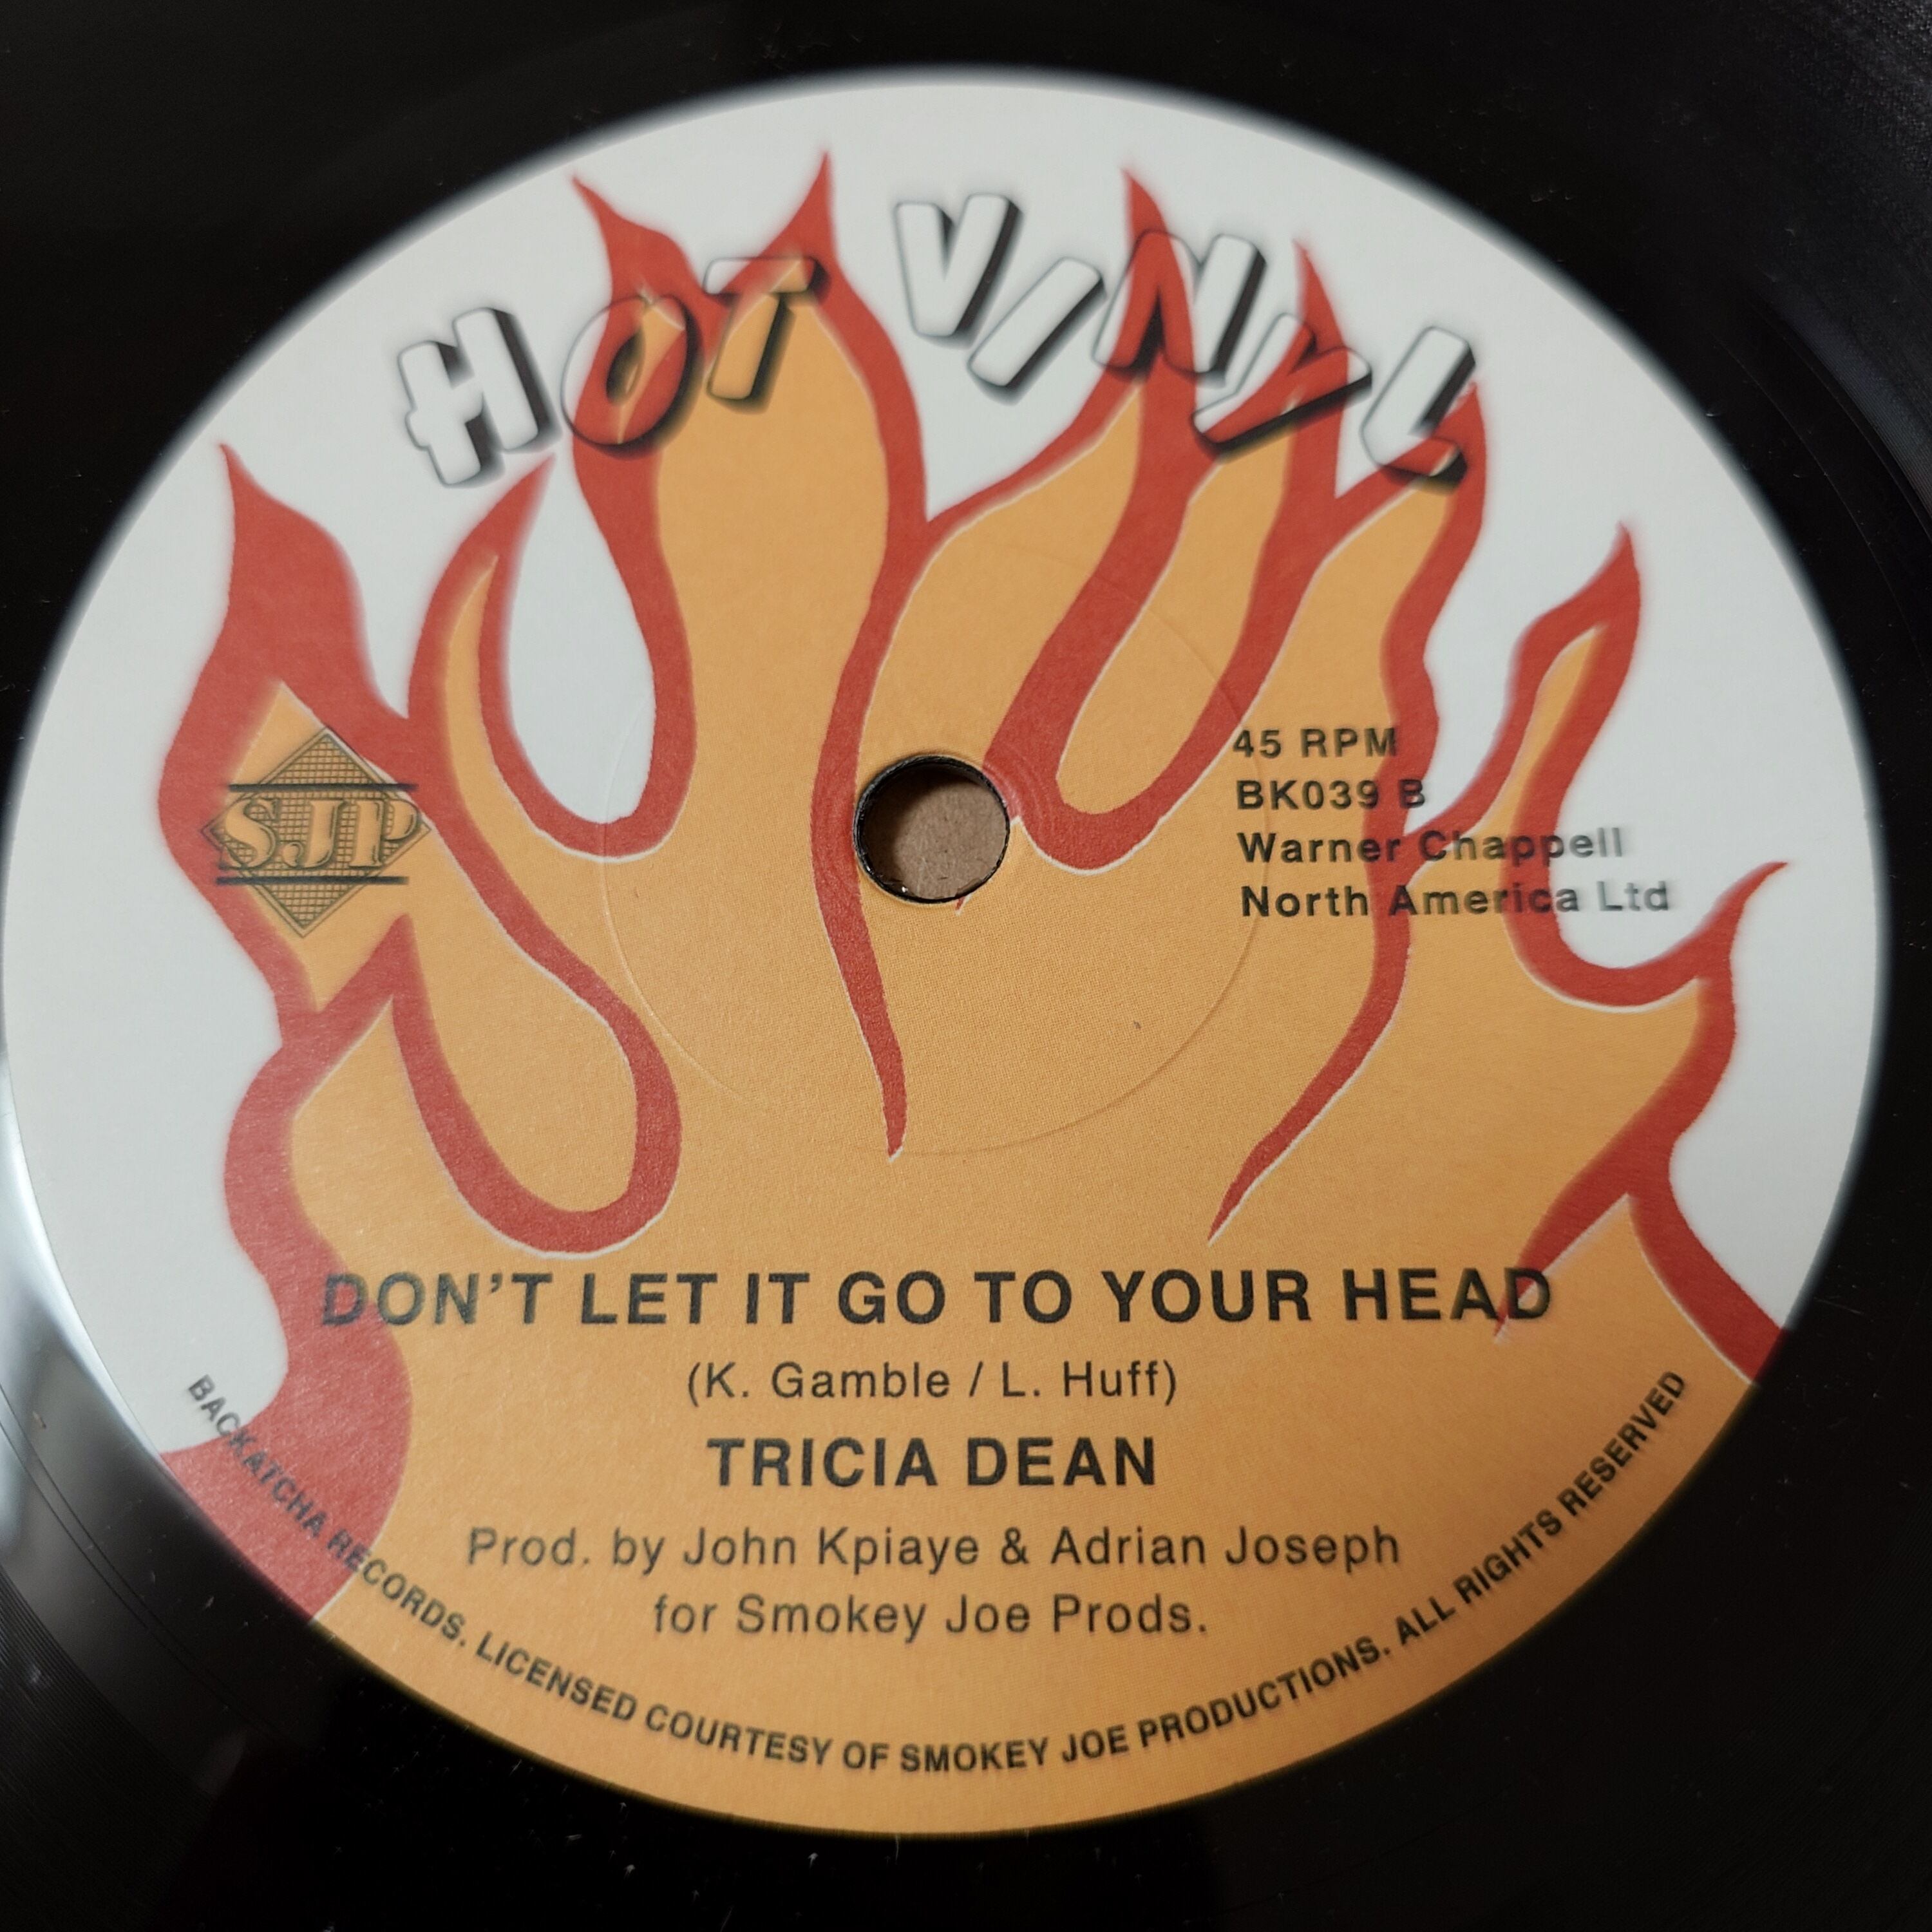 HOT VINYL
SJP
45 RPM
BK039 B
Warner Chappell
North America Ltd
DON'T LET IT GO TO YOUR HEAD
(K. Gamble / L. Huff)
TRICIA DEAN
Prod. by John Kpiaye & Adrian Joseph
for Smokey Joe Prods.
BACKATCHA RECORDS. LICENSED COURTESY OF SMOKEY JOE PRODUCTIONS. ALL RIGHTS RESERVED